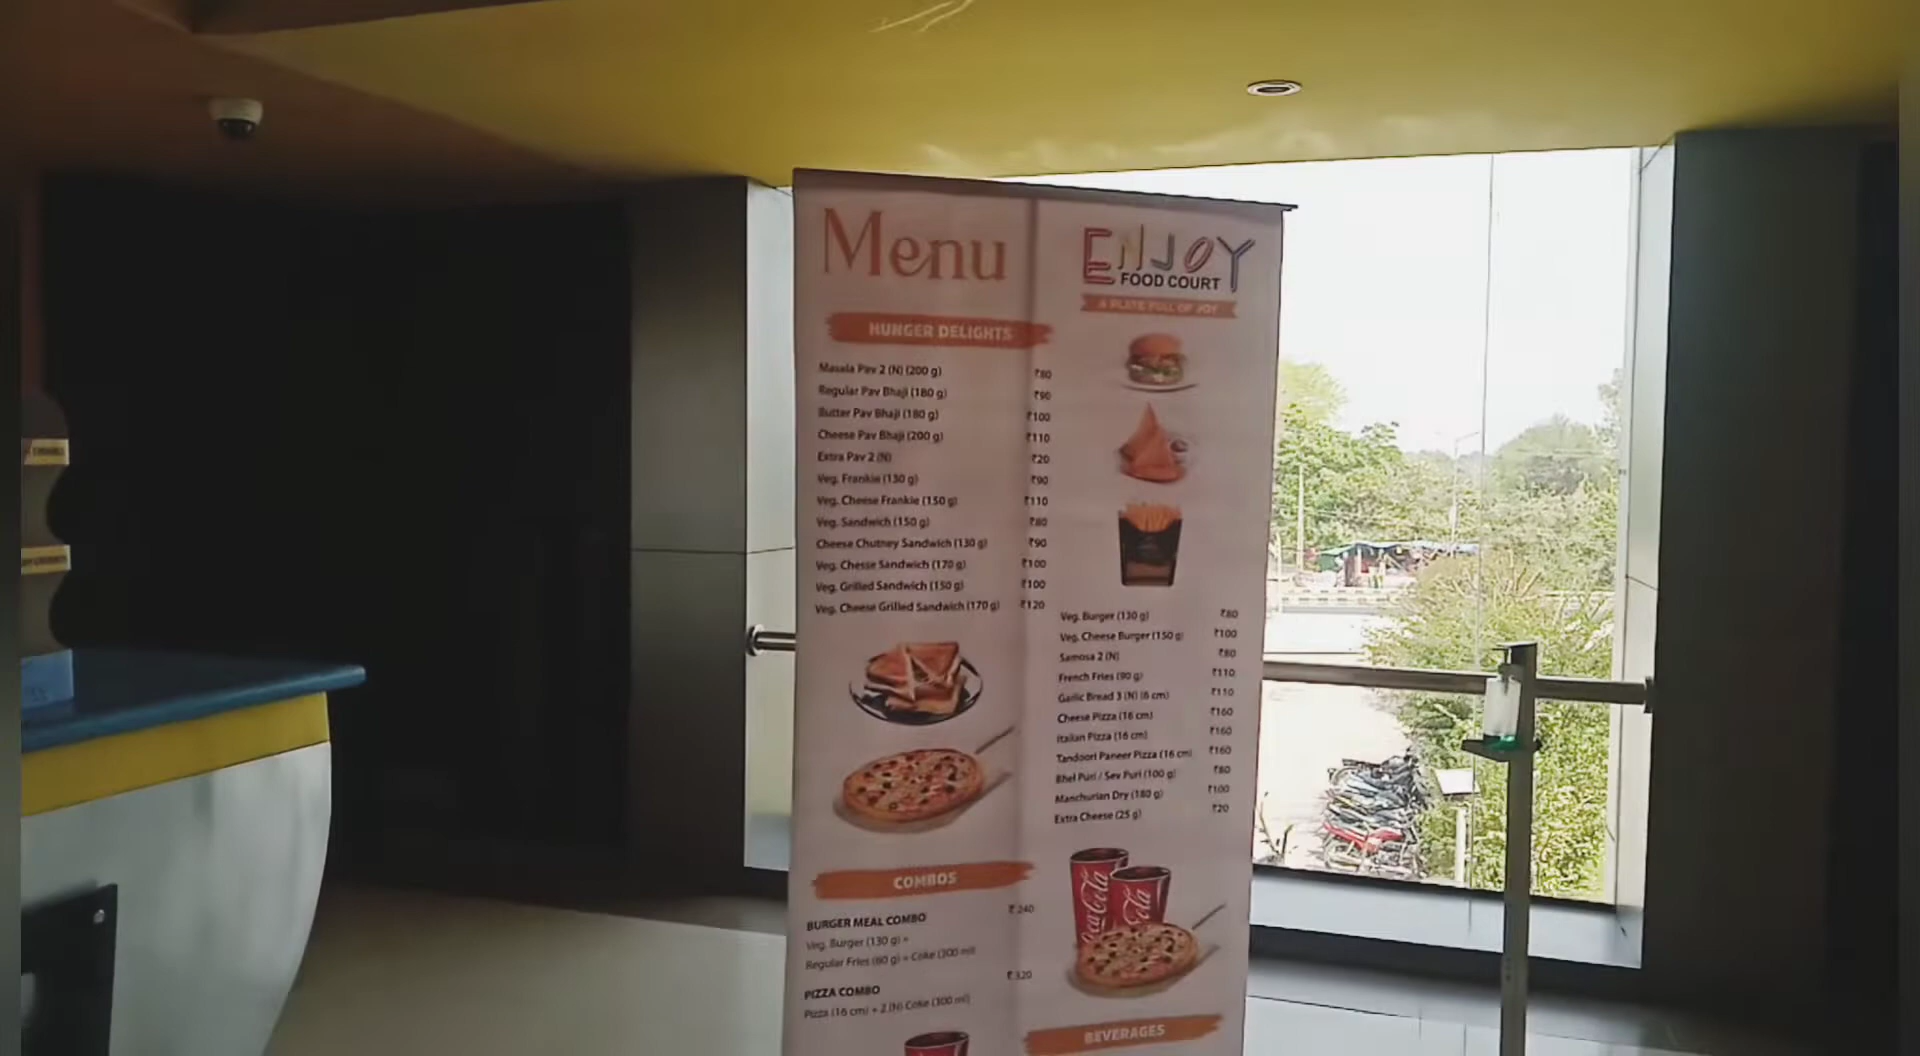 Menu
HUNGER DELIGHTS
Masala Pav 2 (N) (200 g) ₹80
Regular Pav Bhaji (180 g) ₹90
Butter Pav Bhaji (180 g) ₹100
Cheese Pav Bhaji (200 g) ₹110
Extra Pav 2 (N) ₹20
Veg. Frankie (130 g) ₹90
Veg. Cheese Frankie (150 g) ₹110
Veg. Sandwich (150 g) ₹80
Cheese Chutney Sandwich (130 g) ₹90
Veg. Chesse Sandwich (170 g) ₹100
Veg. Grilled Sandwich (150 g) ₹100
Veg. Cheese Grilled Sandwich (170 g) ₹120
COMBOS
BURGER MEAL COMBO ₹ 240
Veg. Burger (130 g) +
Regular Fries (60 g) + Coke (300 ml)
PIZZA COMBO ₹ 320
Pizza (16 cm) + 2 (N) Coke (300 ml)
ENJOY
FOOD COURT
A PLATE FULL OF JOY
Veg. Burger (130 g) ₹80
Veg. Cheese Burger (150 g) ₹100
Samosa 2 (N) ₹80
French Fries (90 g) ₹110
Garlic Bread 3 (N) (6 cm) ₹110
Cheese Pizza (16 cm) ₹160
Italian Pizza (16 cm) ₹160
Tandoori Paneer Pizza (16 cm) ₹160
Bhel Puri / Sev Puri (100 g) ₹80
Manchurian Dry (180 g) ₹100
Extra Cheese (25 g) ₹20
Coca-Cola
Cola
BEVERAGES